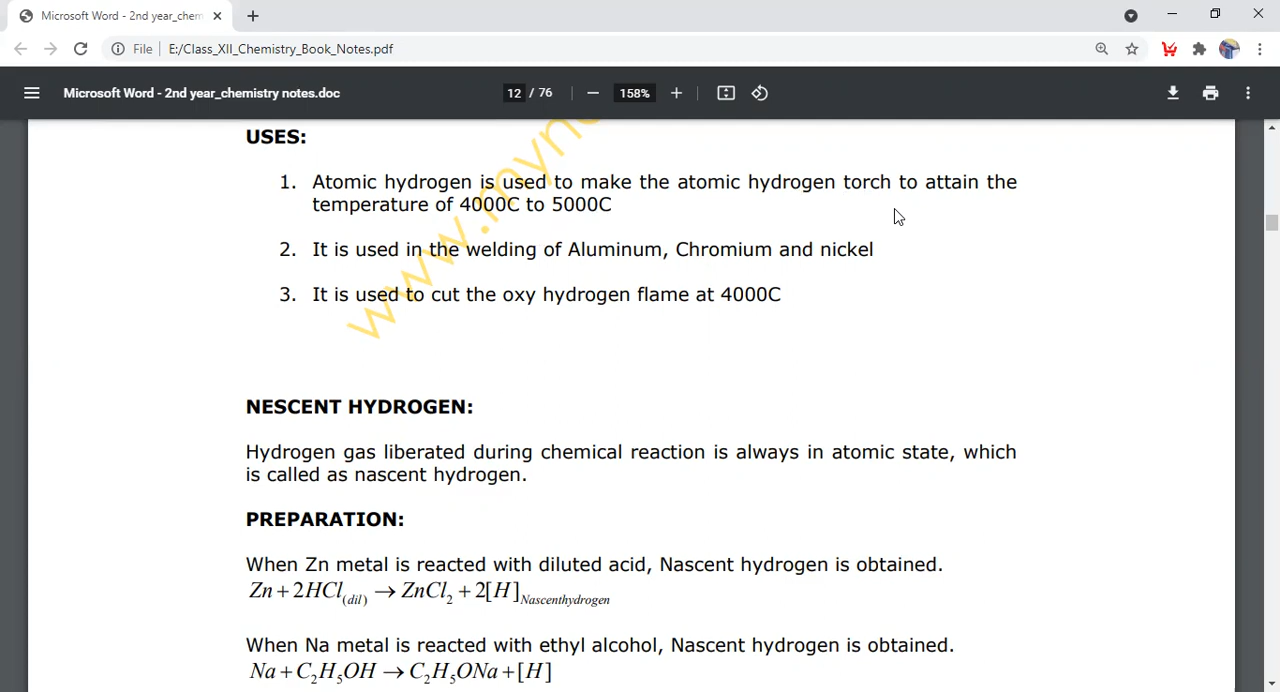 Microsoft Word - 2nd year_chem
File E:/Class_XII_Chemistry_Book_Notes.pdf
Microsoft Word - 2nd year_chemistry notes.doc 12 / 76 158%
USES:
1. Atomic hydrogen is used to make the atomic hydrogen torch to attain the
temperature of 4000C to 5000C
2. It is used in the welding of Aluminum, Chromium and nickel
3. It is used to cut the oxy hydrogen flame at 4000C
www.myn
NESCENT HYDROGEN:
Hydrogen gas liberated during chemical reaction is always in atomic state, which
is called as nascent hydrogen.
PREPARATION:
When Zn metal is reacted with diluted acid, Nascent hydrogen is obtained.
Zn + 2HCl(dil) → ZnCl2 + 2[H]Nascenthydrogen
When Na metal is reacted with ethyl alcohol, Nascent hydrogen is obtained.
Na + C2H5OH → C2H5ONa + [H]